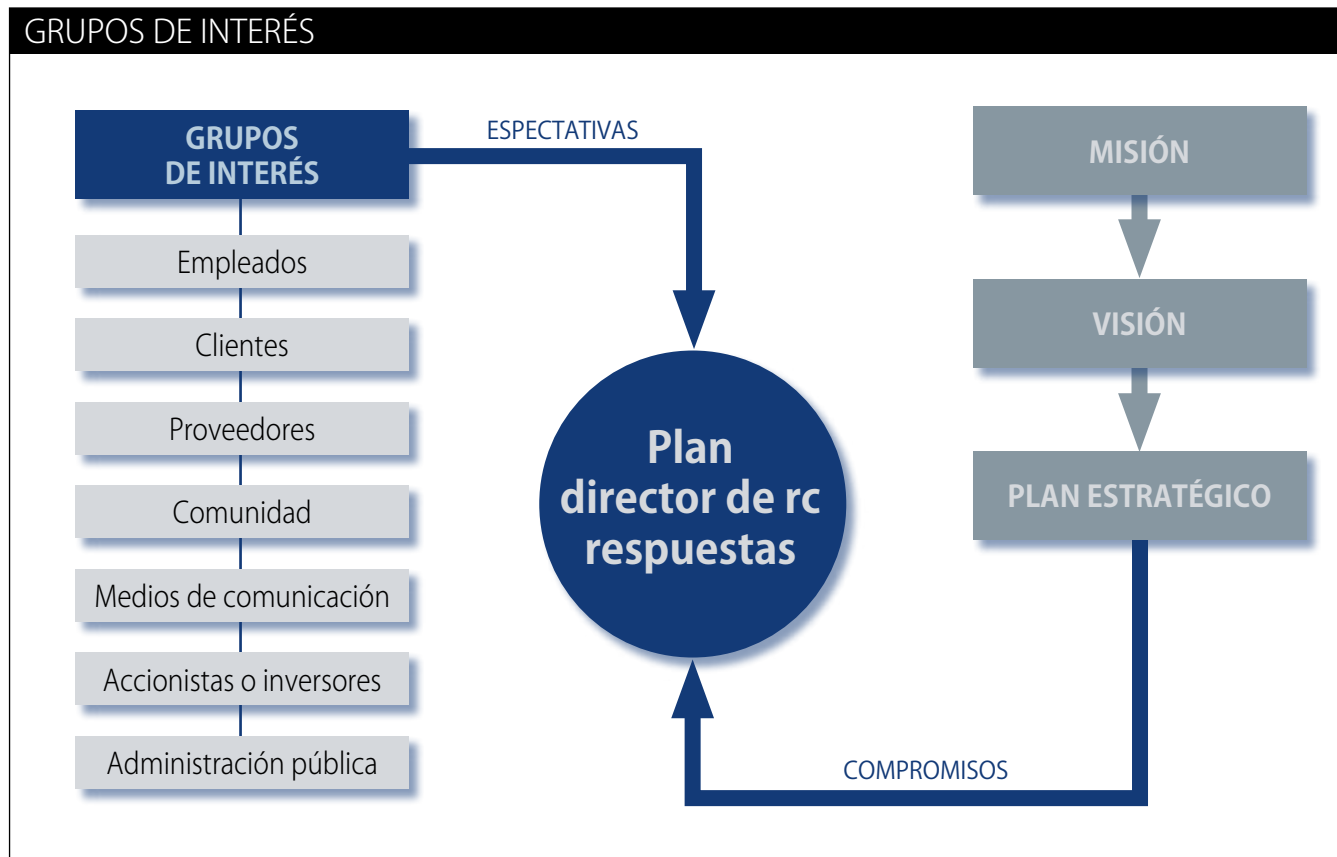 GRUPOS DE INTERÉS
GRUPOS
DE INTERÉS
Empleados
Clientes
Proveedores
Comunidad
Medios de comunicación
Accionistas o inversores
Administración pública
ESPECTATIVAS
Plan
director de rc
respuestas
COMPROMISOS
MISIÓN
VISIÓN
PLAN ESTRATÉGICO